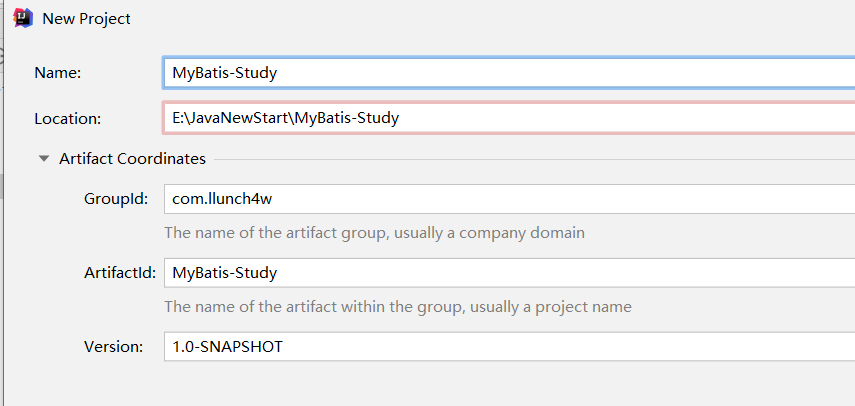 New Project
Name: MyBatis-Study
Location: E:\JavaNewStart\MyBatis-Study
Artifact Coordinates
GroupId: com.llunch4w
The name of the artifact group, usually a company domain
ArtifactId: MyBatis-Study
The name of the artifact within the group, usually a project name
Version: 1.0-SNAPSHOT